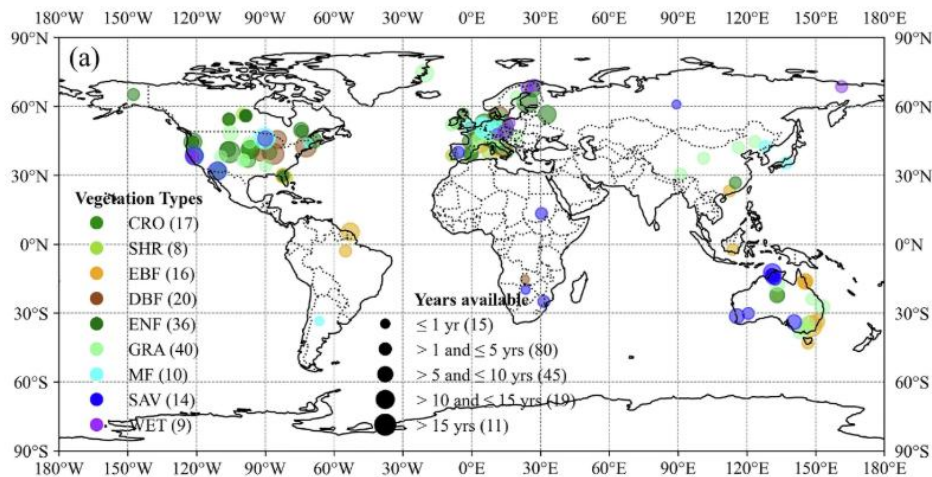 180°W 150°W 120°W 90°W 60°W 30°W 0°E 30°E 60°E 90°E 120°E 150°E 180°E
90°N 90°N
(a)
60°N 60°N
30°N 30°N
Vegetation Types
CRO (17)
SHR (8)
0°N 0°N
EBF (16)
DBF (20)
Years available
ENF (36)
≤ 1 yr (15)
30°S 30°S
GRA (40)
> 1 and ≤ 5 yrs (80)
MF (10)
> 5 and ≤ 10 yrs (45)
60°S 60°S
SAV (14)
> 10 and ≤ 15 yrs (19)
WET (9)
> 15 yrs (11)
90°S 90°S
180°W 150°W 120°W 90°W 60°W 30°W 0°E 30°E 60°E 90°E 120°E 150°E 180°E